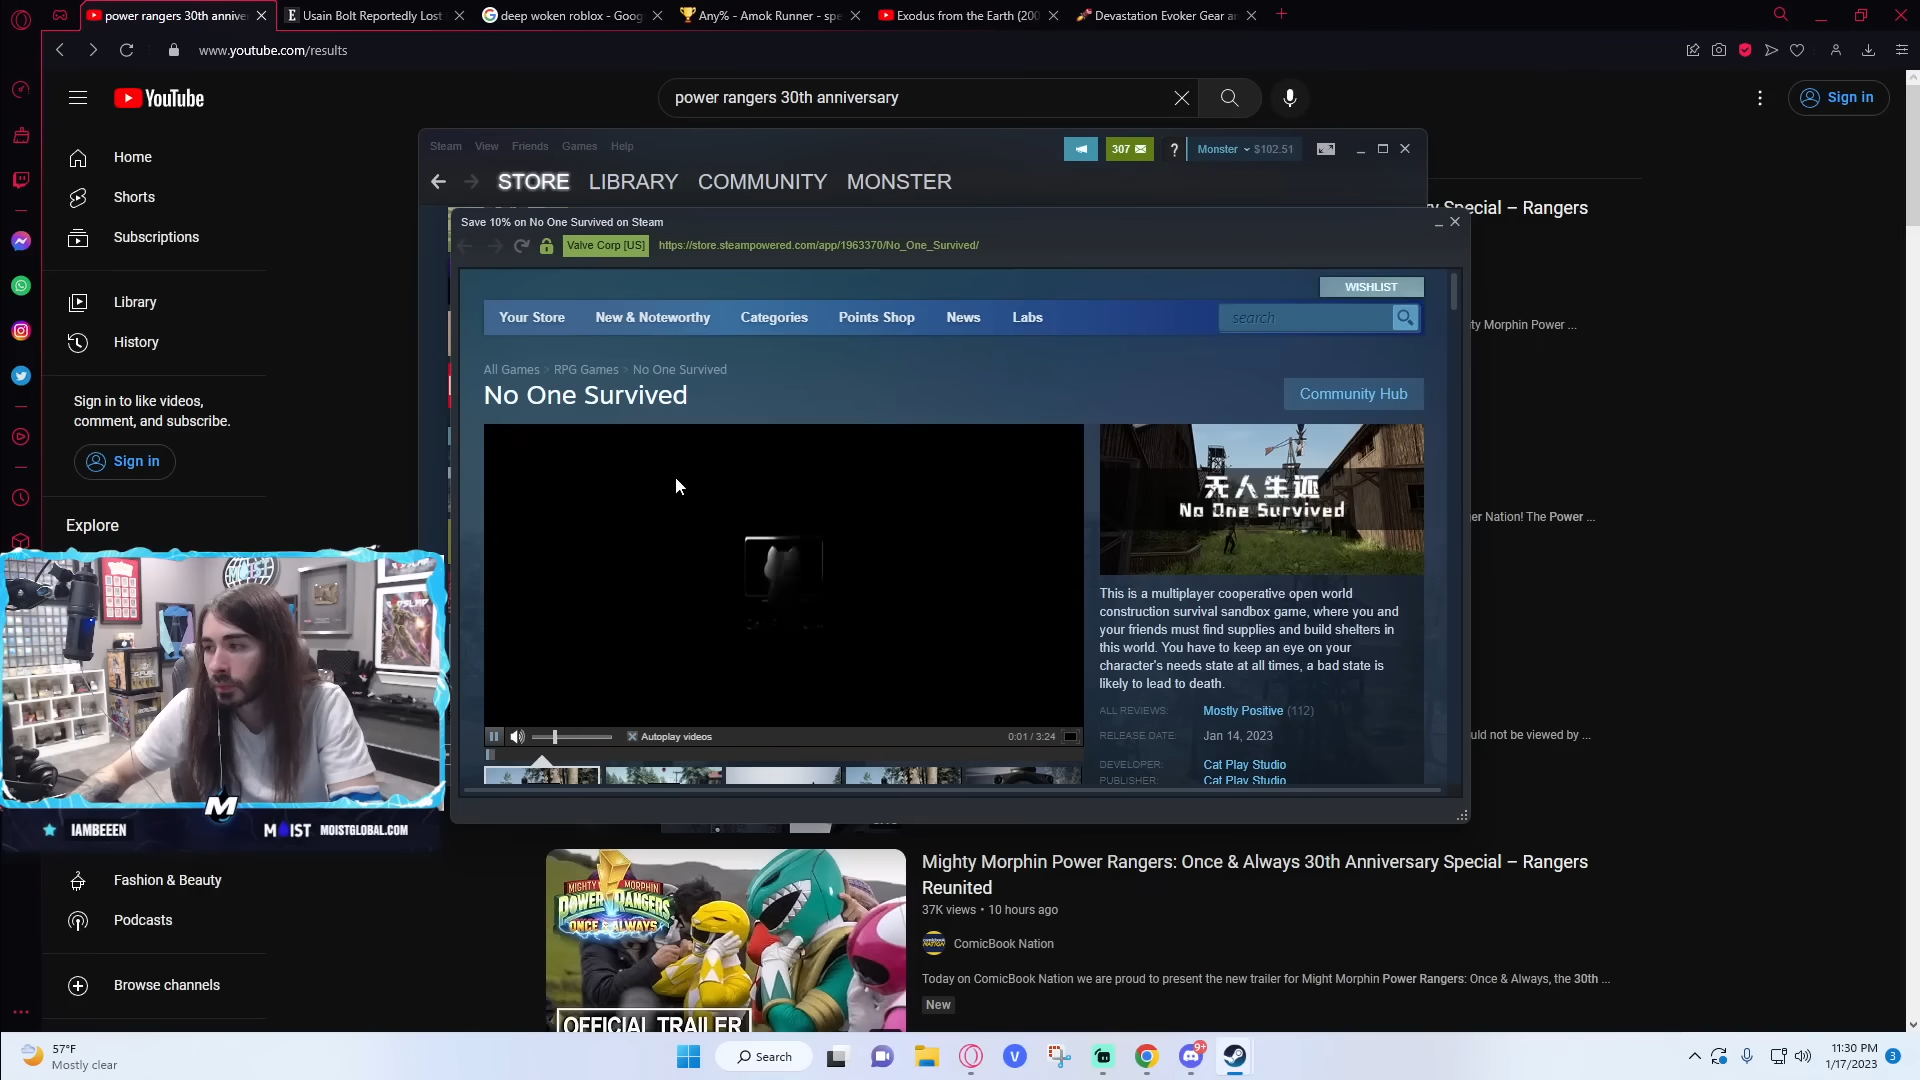 power rangers 30th annive
Usain Bolt Reportedly Lost
deep woken roblox - Goog
Any% - Amok Runner - spe
Exodus from the Earth (200
Devastation Evoker Gear an
www.youtube.com/results
YouTube
power rangers 30th anniversary
Sign in
Home
Shorts
Subscriptions
Library
History
Sign in to like videos,
comment, and subscribe.
Sign in
Explore
Fashion & Beauty
Podcasts
Browse channels
Steam View Friends Games Help
307
?
Monster $102.51
STORE LIBRARY COMMUNITY MONSTER
Save 10% on No One Survived on Steam
Valve Corp [US]
https://store.steampowered.com/app/1963370/No_One_Survived/
WISHLIST
Your Store New & Noteworthy Categories Points Shop News Labs
search
All Games > RPG Games > No One Survived
No One Survived
Community Hub
无人生还
No One Survived
This is a multiplayer cooperative open world
construction survival sandbox game, where you and
your friends must find supplies and build shelters in
this world. You have to keep an eye on your
character's needs state at all times, a bad state is
likely to lead to death.
ALL REVIEWS: Mostly Positive (112)
RELEASE DATE: Jan 14, 2023
DEVELOPER: Cat Play Studio
PUBLISHER: Cat Play Studio
Autoplay videos
0:01 / 3:24
y Special – Rangers
ty Morphin Power ...
er Nation! The Power ...
uld not be viewed by ...
MOIST
IAMBEEEN
M
MOIST MOISTGLOBAL.COM
MIGHTY MORPHIN
POWER RANGERS
ONCE & ALWAYS
OFFICIAL TRAILER
Mighty Morphin Power Rangers: Once & Always 30th Anniversary Special – Rangers
Reunited
37K views • 10 hours ago
ComicBook Nation
Today on ComicBook Nation we are proud to present the new trailer for Might Morphin Power Rangers: Once & Always, the 30th ...
New
57°F
Mostly clear
Search
V
9+
11:30 PM
1/17/2023
3